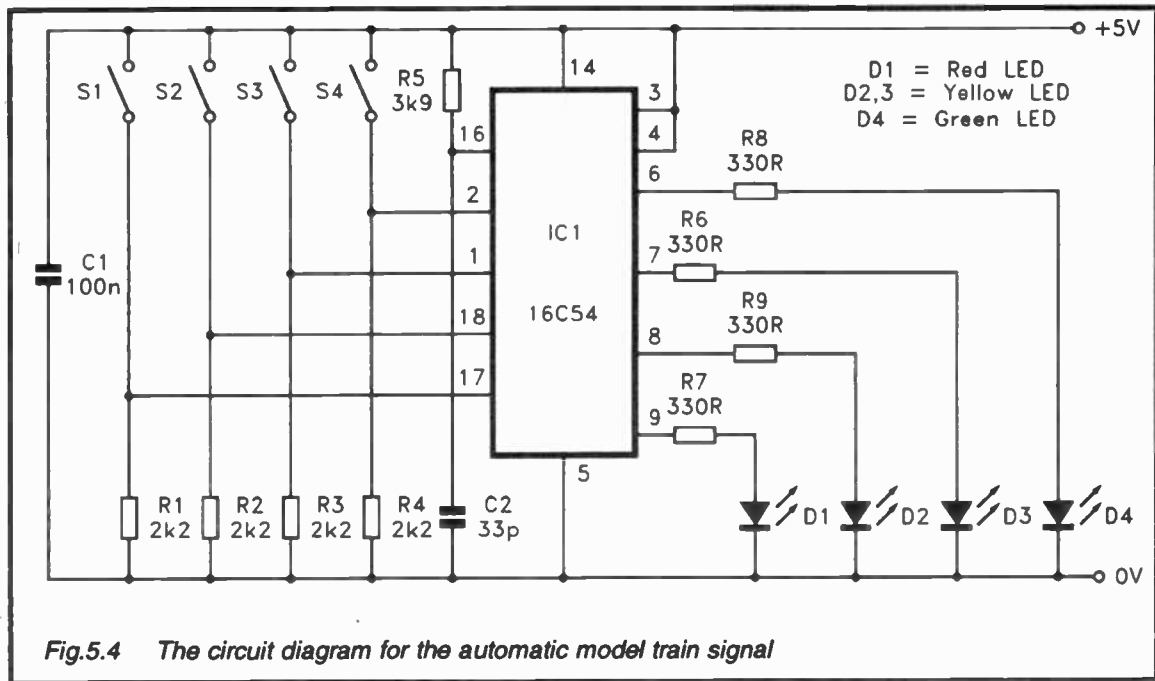 +5V
14
D1 = Red LED
D2,3 = Yellow LED
D4 = Green LED
S1
S2
S3
S4
R5
3k9
3
4
16
6
R8
330R
2
IC1
16C54
R6
330R
7
1
C1
100n
R9
330R
18
8
17
R7
330R
9
5
R1
2k2
R2
2k2
R3
2k2
R4
2k2
C2
33p
D1
D2
D3
D4
0V
Fig.5.4 The circuit diagram for the automatic model train signal